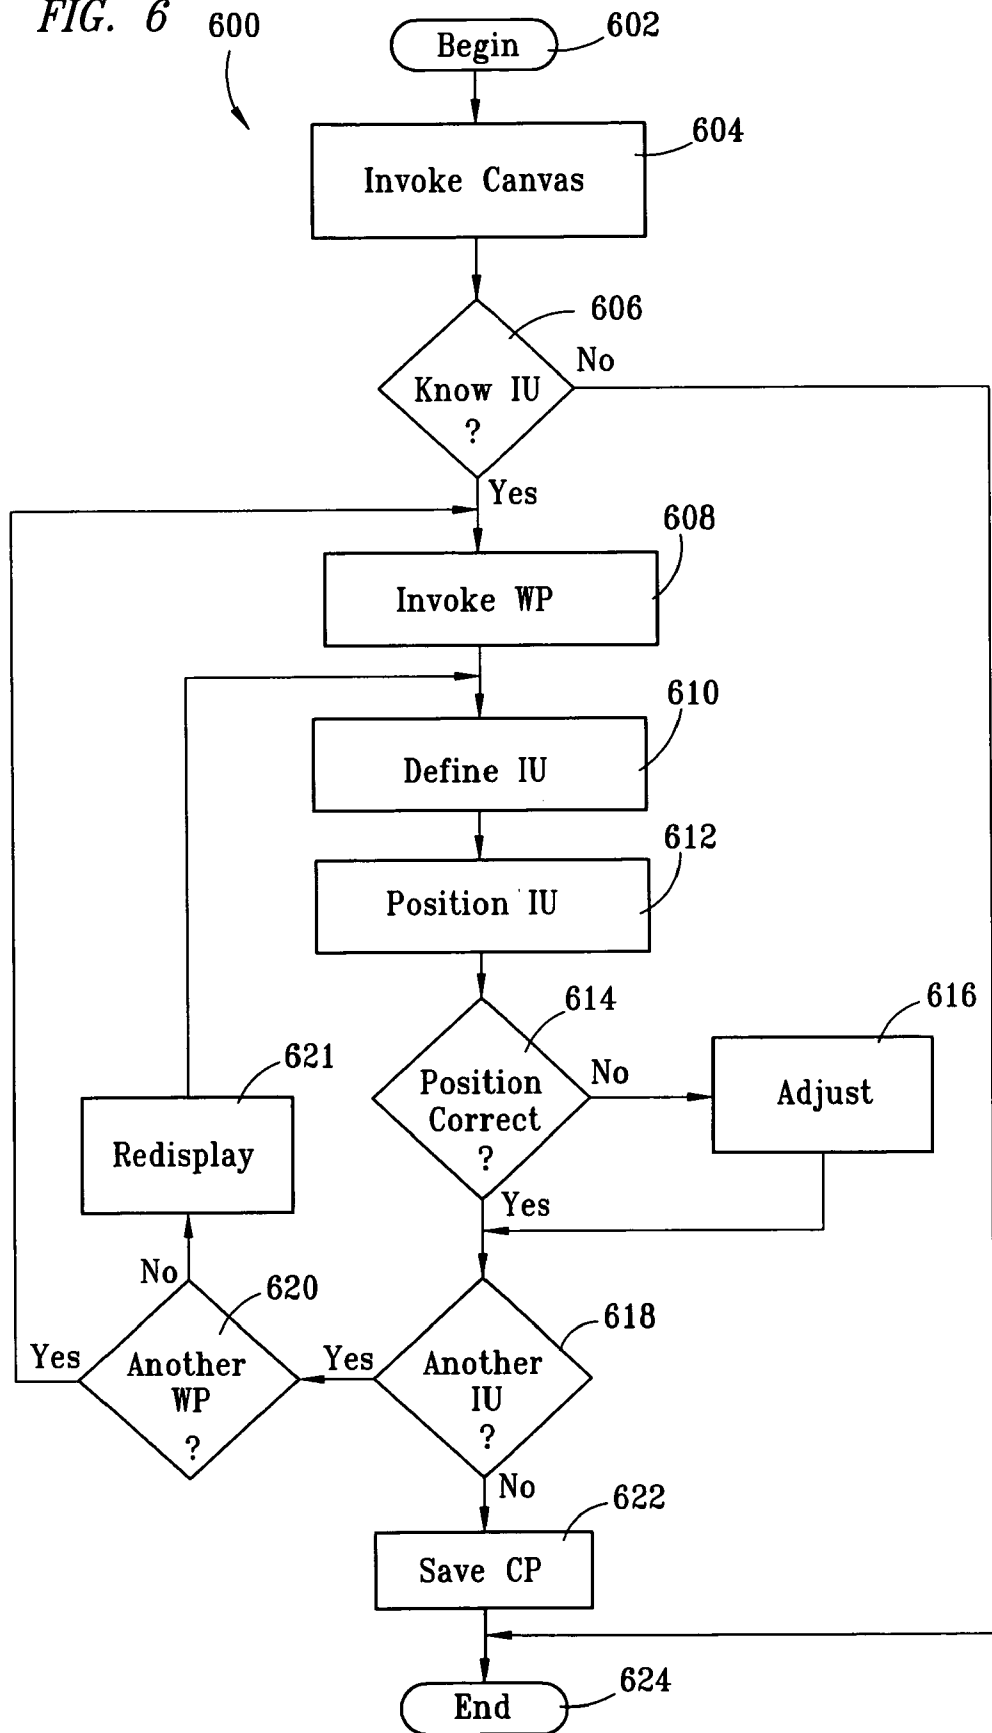 FIG. 6
600
Begin
602
Invoke Canvas
604
606
Know IU
?
No
Yes
608
Invoke WP
610
Define IU
612
Position IU
614
Position
Correct
?
No
616
Adjust
621
Redisplay
Yes
No
620
Another
WP
?
Yes
Yes
618
Another
IU
?
No
622
Save CP
624
End